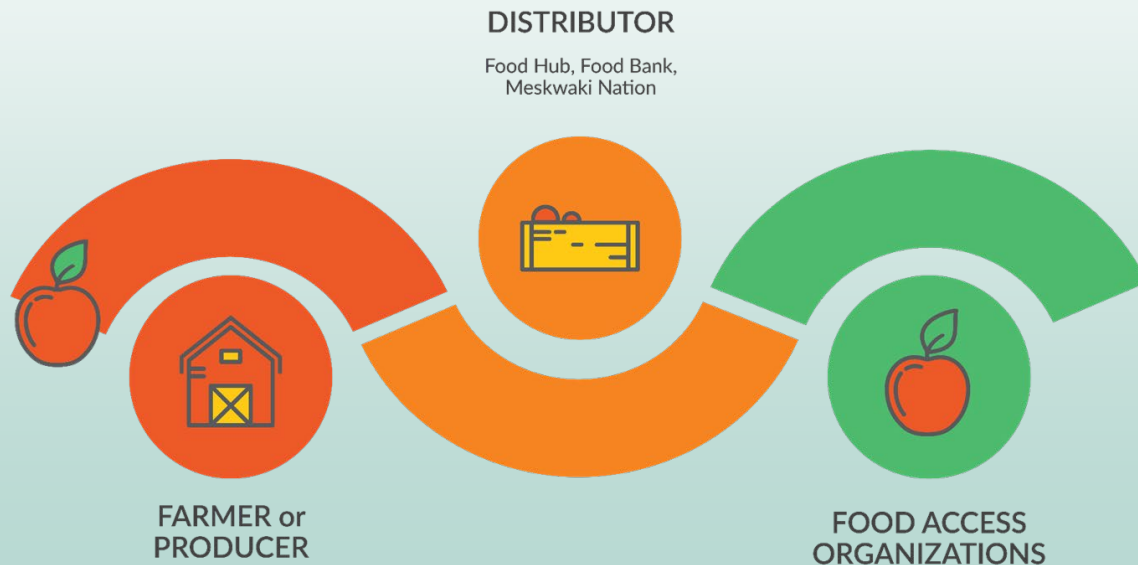 DISTRIBUTOR
Food Hub, Food Bank,
Meskwaki Nation
FARMER or
PRODUCER
FOOD ACCESS
ORGANIZATIONS